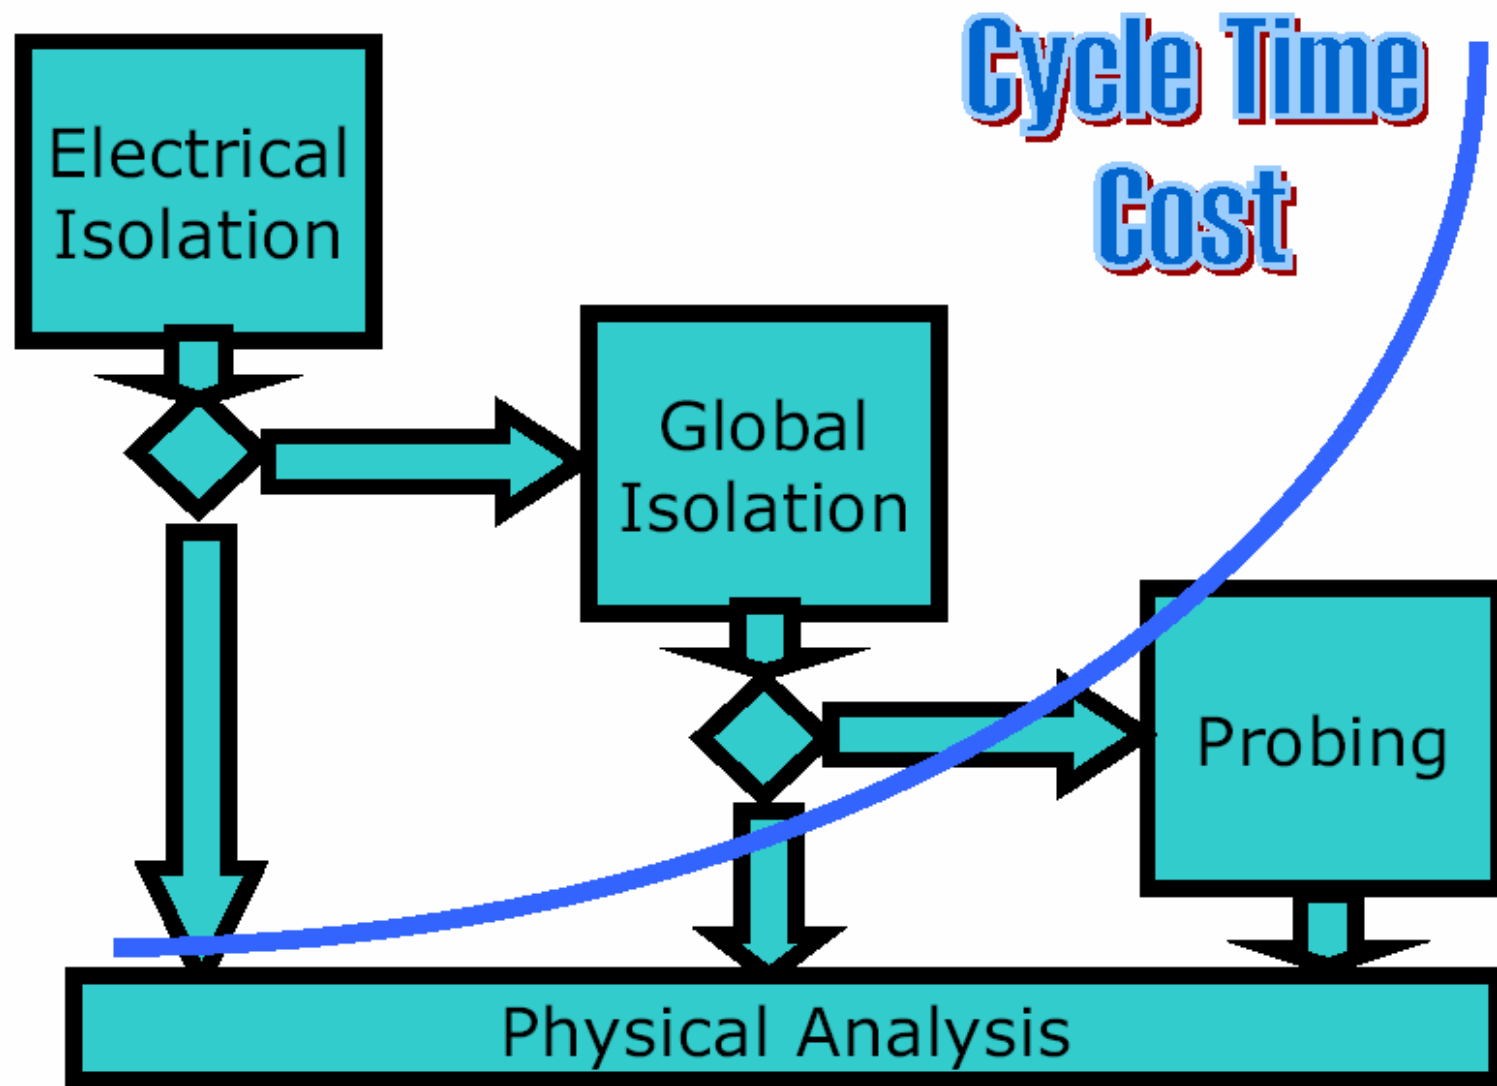 Cycle Time
Cost
Electrical
Isolation
Global
Isolation
Probing
Physical Analysis